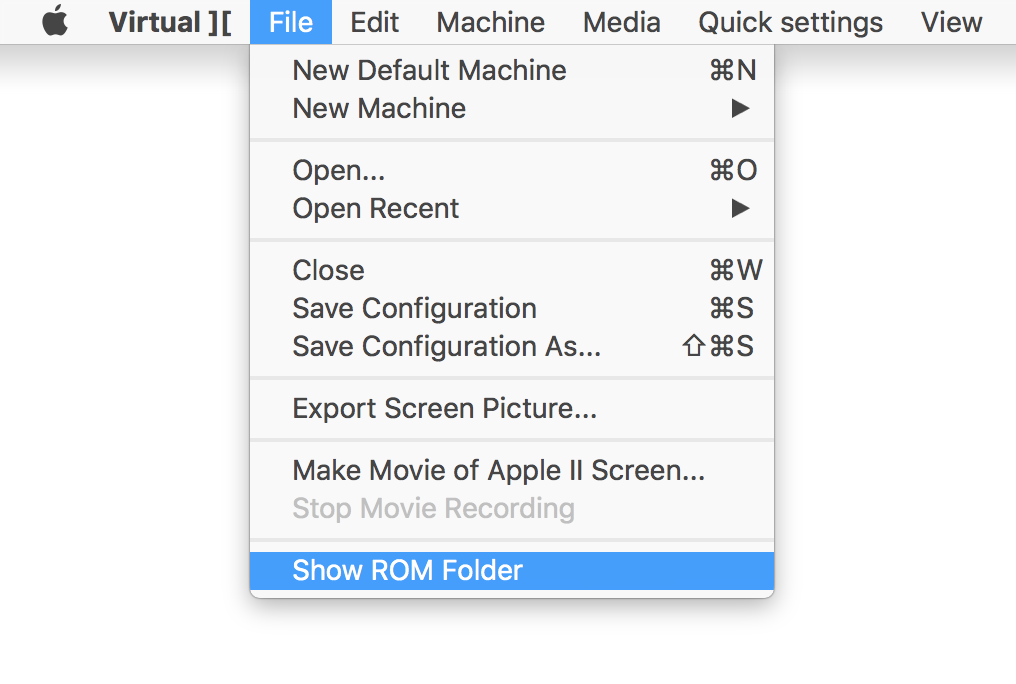 Virtual ][ File Edit Machine Media Quick settings View
New Default Machine ⌘N
New Machine ▶
Open... ⌘O
Open Recent ▶
Close ⌘W
Save Configuration ⌘S
Save Configuration As... ⇧⌘S
Export Screen Picture...
Make Movie of Apple II Screen...
Stop Movie Recording
Show ROM Folder